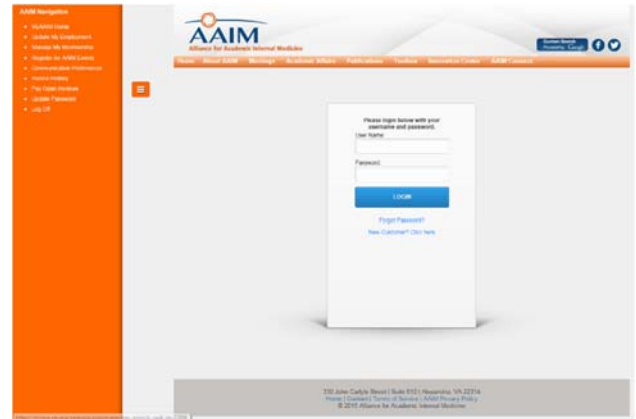 AAIM Navigation
MyAAIM Home
Update My Employment
Manage My Membership
Register for AAIM Events
Communication Preferences
Invoice History
Pay Open Invoices
Update Password
Log Off
AAIM
Alliance for Academic Internal Medicine
Home About AAIM Meetings Academic Affairs Publications Toolbox Innovation Center AAIM Connect
Content Search
Google
Please login below with your
username and password.
User Name
Password
LOGIN
Forgot Password?
New Customer? Click here
330 John Carlyle Street | Suite 610 | Alexandria, VA 22314
Home | Contact | Terms of Service | AAIM Privacy Policy
© 2015 Alliance for Academic Internal Medicine